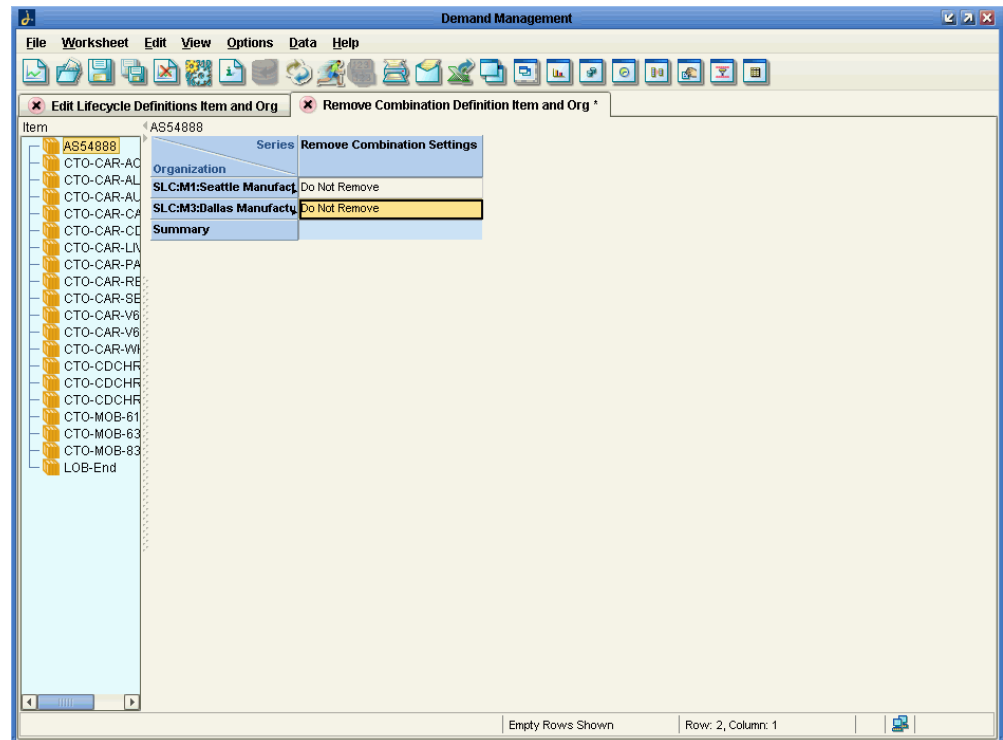 Demand Management
File Worksheet Edit View Options Data Help
Edit Lifecycle Definitions Item and Org Remove Combination Definition Item and Org *
Item AS54888
AS54888
CTO-CAR-AC
CTO-CAR-AL
CTO-CAR-AU
CTO-CAR-CA
CTO-CAR-CD
CTO-CAR-LIV
CTO-CAR-PA
CTO-CAR-RE
CTO-CAR-SE
CTO-CAR-V6
CTO-CAR-V6
CTO-CAR-WH
CTO-CDCHR
CTO-CDCHR
CTO-CDCHR
CTO-MOB-61
CTO-MOB-63
CTO-MOB-83
LOB-End
Series Remove Combination Settings
Organization
SLC:M1:Seattle Manufact Do Not Remove
SLC:M3:Dallas Manufactu Do Not Remove
Summary
Empty Rows Shown Row: 2, Column: 1